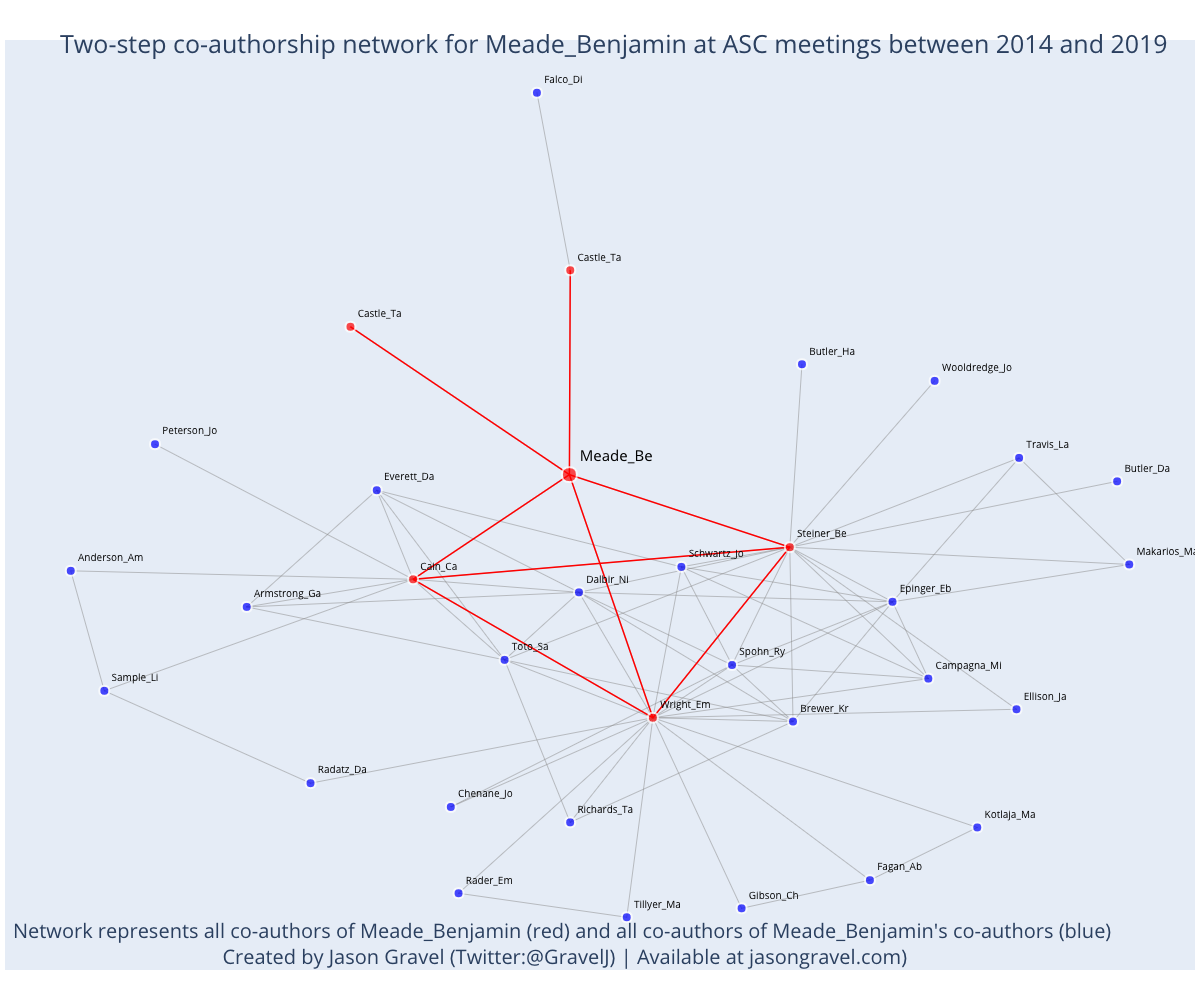 Two-step co-authorship network for Meade_Benjamin at ASC meetings between 2014 and 2019
Falco_Di
Castle_Ta
Castle_Ta
Butler_Ha
Wooldredge_Jo
Peterson_Jo
Travis_La
Meade_Be
Butler_Da
Everett_Da
Steiner_Be
Makarios_Ma
Schwartz_Jo
Anderson_Am
Cain_Ca
Dalbir_Ni
Epinger_Eb
Armstrong_Ga
Toto_Sa
Spohn_Ry
Campagna_Mi
Sample_Li
Ellison_Ja
Wright_Em
Brewer_Kr
Radatz_Da
Chenane_Jo
Richards_Ta
Kotlaja_Ma
Fagan_Ab
Rader_Em
Gibson_Ch
Tillyer_Ma
Network represents all co-authors of Meade_Benjamin (red) and all co-authors of Meade_Benjamin's co-authors (blue)
Created by Jason Gravel (Twitter:@GravelJ) | Available at jasongravel.com)